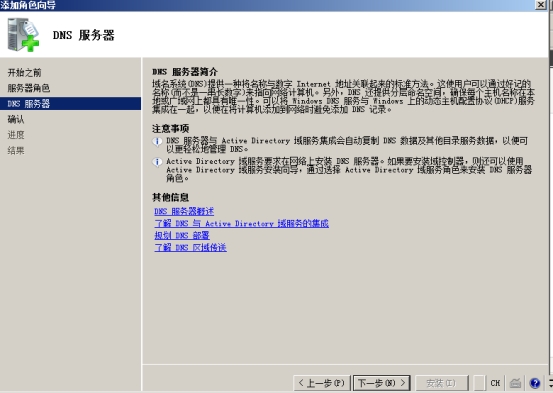 添加角色向导
DNS 服务器
开始之前
服务器角色
DNS 服务器
确认
进度
结果
DNS 服务器简介
域名系统(DNS)提供一种将名称与数字 Internet 地址关联起来的标准方法。这使用户可以通过好记的
名称(而不是一串长数字)来指向网络计算机。另外，DNS 还提供分层命名空间，确保每个主机名称在本
地或广域网上都具有唯一性。可以将 Windows DNS 服务与 Windows 上的动态主机配置协议(DHCP)服务
集成在一起，以便在将计算机添加到网络时避免添加 DNS 记录。
注意事项
DNS 服务器与 Active Directory 域服务集成会自动复制 DNS 数据及其他目录服务数据，以便可
以更轻松地管理 DNS。
Active Directory 域服务要求在网络上安装 DNS 服务器。如果要安装域控制器，则还可以使用
Active Directory 域服务安装向导，通过选择 Active Directory 域服务角色来安装 DNS 服务器
角色。
其他信息
DNS 服务器概述
了解 DNS 与 Active Directory 域服务的集成
规划 DNS 部署
了解 DNS 区域传送
< 上一步(P) 下一步(N) > 安装(I) CH